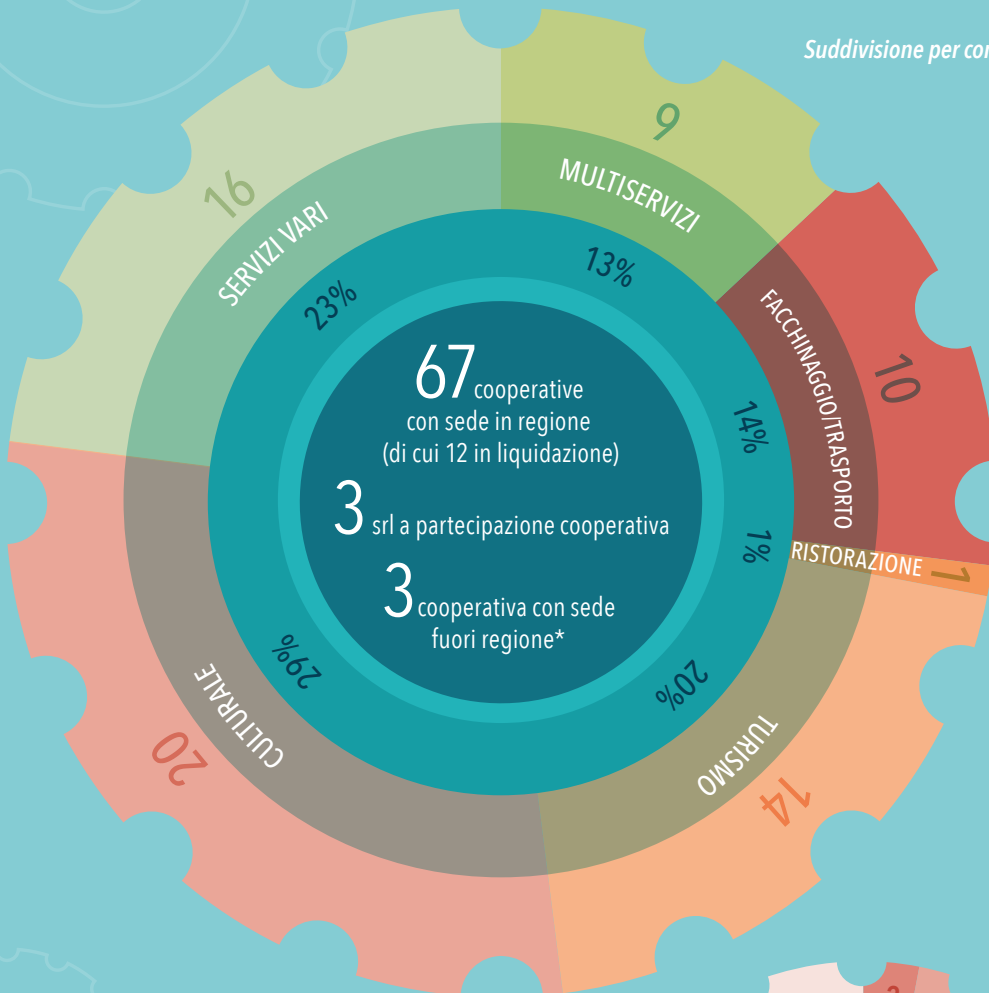 Suddivisione per
9
MULTISERVIZI
13%
10
FACCHINAGGIO/TRASPORTO
14%
1
RISTORAZIONE
1%
14
TURISMO
20%
20
CULTURALE
29%
16
SERVIZI VARI
23%
67 cooperative
con sede in regione
(di cui 12 in liquidazione)
3 srl a partecipazione cooperativa
3 cooperativa con sede
fuori regione*